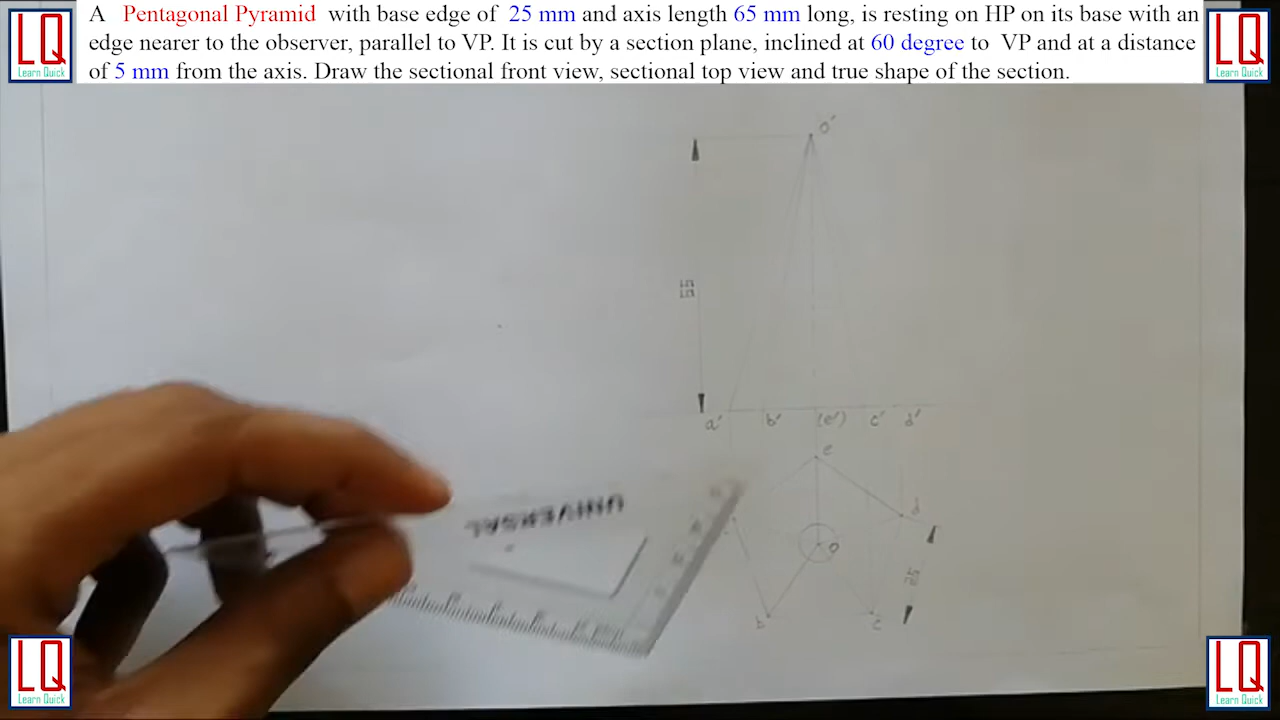 A Pentagonal Pyramid with base edge of 25 mm and axis length 65 mm long, is resting on HP on its base with an
edge nearer to the observer, parallel to VP. It is cut by a section plane, inclined at 60 degree to VP and at a distance
of 5 mm from the axis. Draw the sectional front view, sectional top view and true shape of the section.
LQ
Learn Quick
LQ
Learn Quick
o'
a' b' (e') c' d'
e
UNIVERSAL
d
o
25
b
c
LQ
Learn Quick
LQ
Learn Quick